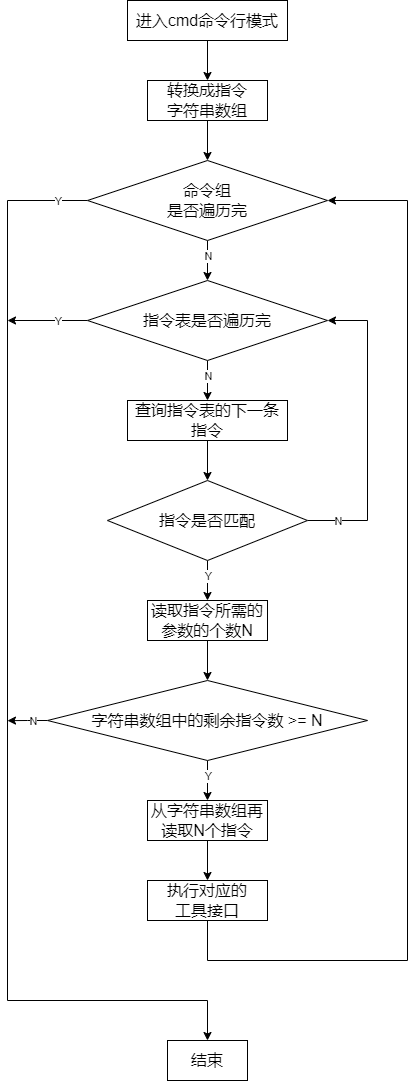 进入cmd命令行模式
转换成指令
字符串数组
命令组
是否遍历完
Y
N
指令表是否遍历完
Y
N
查询指令表的下一条
指令
指令是否匹配
N
Y
读取指令所需的
参数的个数N
字符串数组中的剩余指令数 >= N
N
Y
从字符串数组再
读取N个指令
执行对应的
工具接口
结束